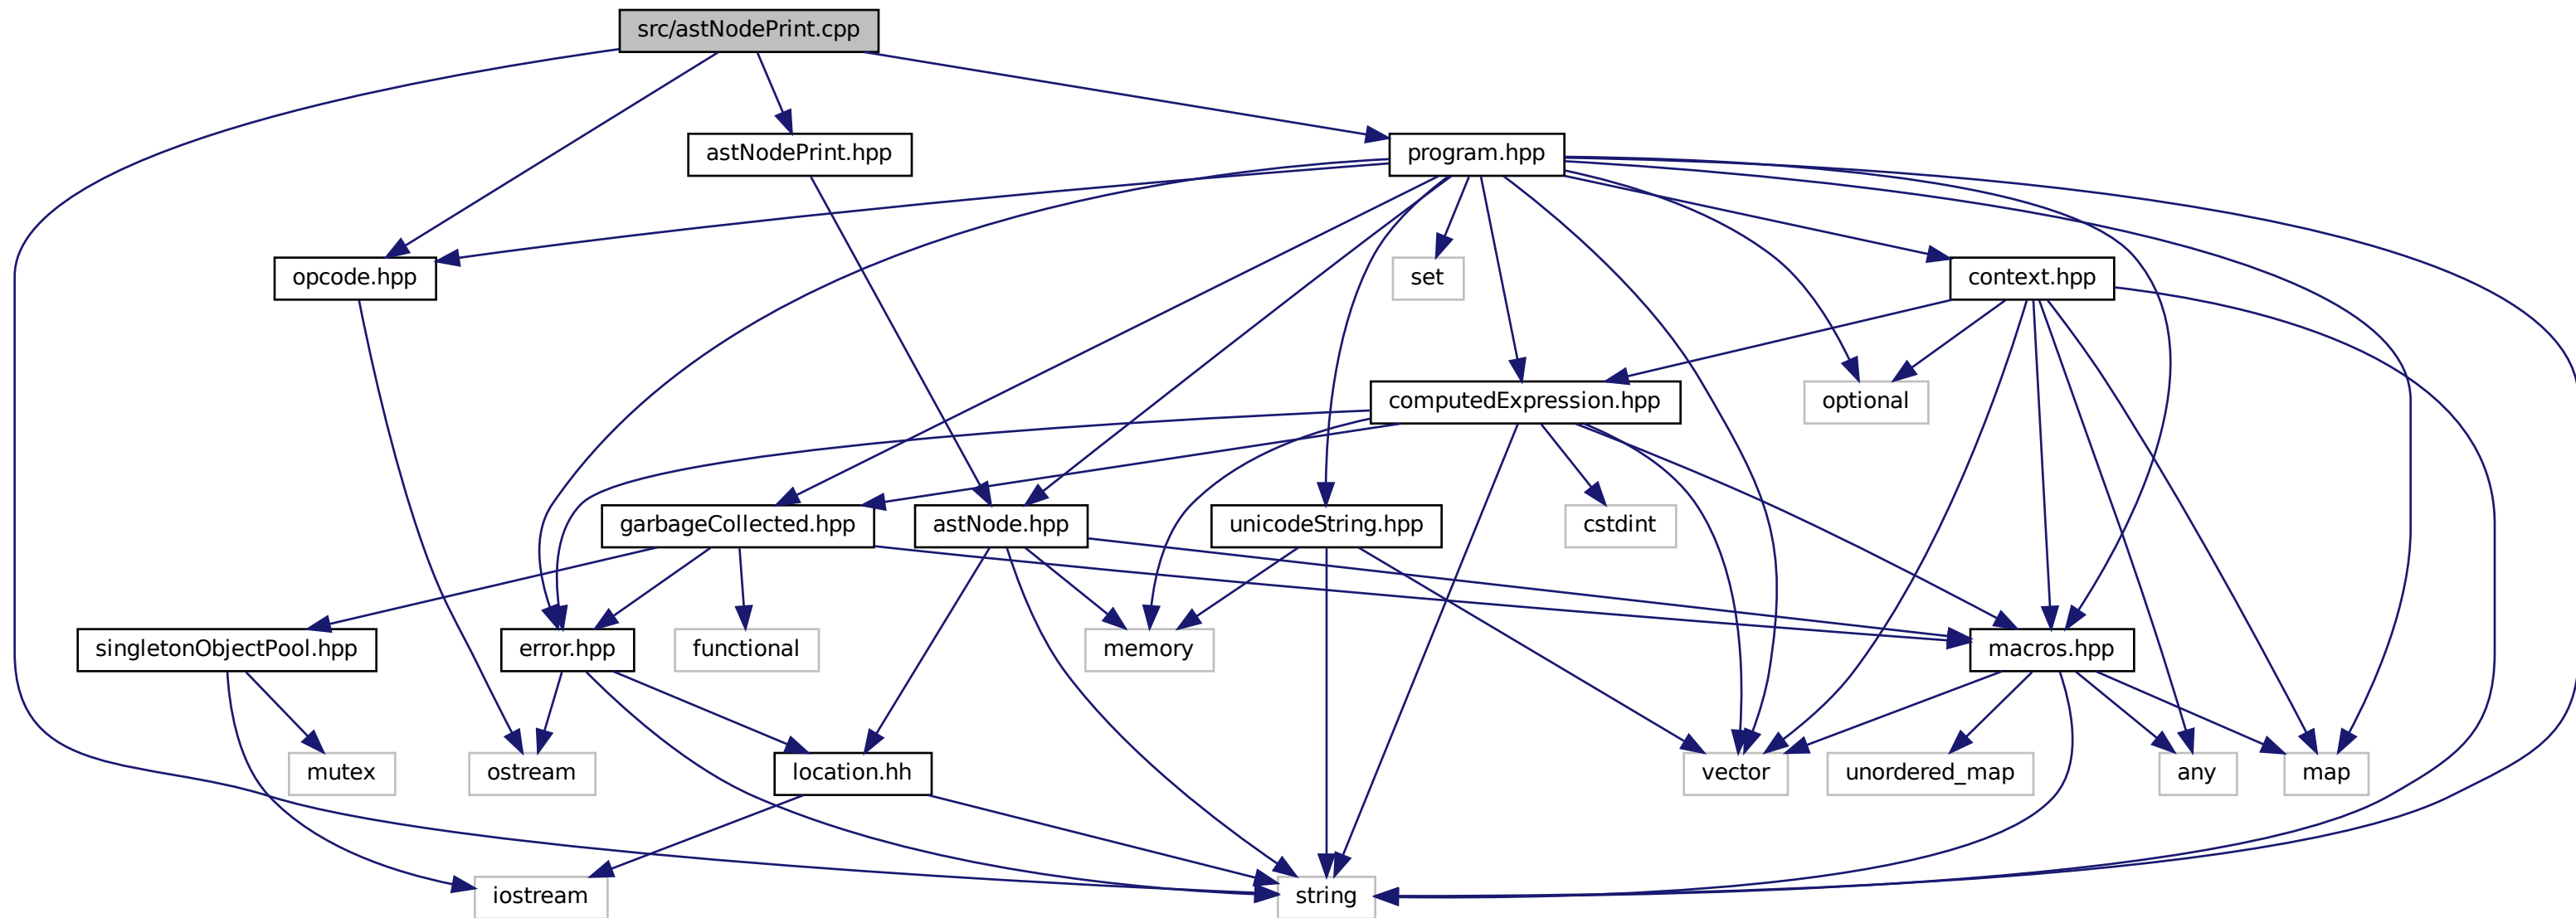 src/astNodePrint.cpp
astNodePrint.hpp
program.hpp
opcode.hpp
set
context.hpp
computedExpression.hpp
optional
garbageCollected.hpp
astNode.hpp
unicodeString.hpp
cstdint
singletonObjectPool.hpp
error.hpp
functional
memory
macros.hpp
mutex
ostream
location.hh
vector
unordered_map
any
map
iostream
string